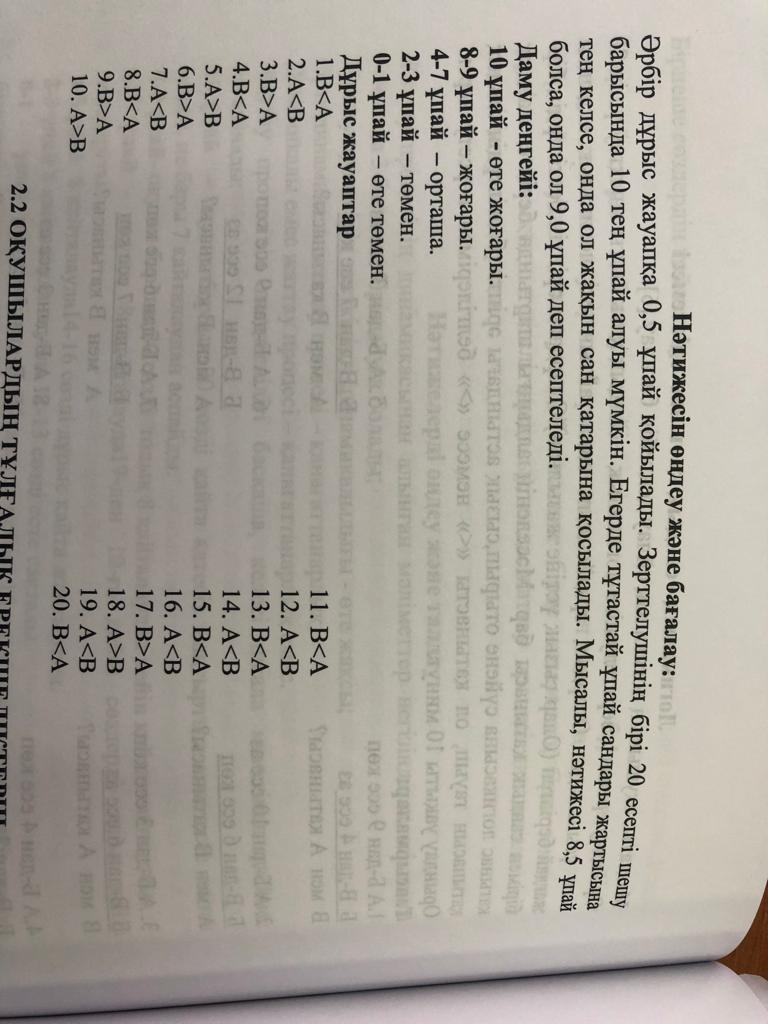 Нәтижесін өңдеу және бағалау:
Әрбір дұрыс жауапқа 0,5 ұпай қойылады. Зерттелушінің бірі 20 есепті шешу
барысында 10 тең ұпай алуы мүмкін. Егерде тұтастай ұпай сандары жартысына
тең келсе, онда ол жақын сан қатарына қосылады. Мысалы, нәтижесі 8,5 ұпай
болса, онда ол 9,0 ұпай деп есептеледі.
Даму деңгейі:
10 ұпай - өте жоғары.
8-9 ұпай – жоғары.
4-7 ұпай – орташа.
2-3 ұпай – төмен.
0-1 ұпай – өте төмен.
Дұрыс жауаптар
1.B<A
2.A<B
3.B>A
4.B<A
5.A>B
6.B>A
7.A<B
8.B<A
9.B>A
10. A>B
11. B<A
12. A<B
13. B<A
14. A<B
15. B<A
16. A<B
17. B>A
18. A>B
19. A<B
20. B<A
2.2 ОҚУШЫЛАРДЫҢ ТҰЛҒАЛЫҚ ЕРЕКШЕЛІКТЕРІН